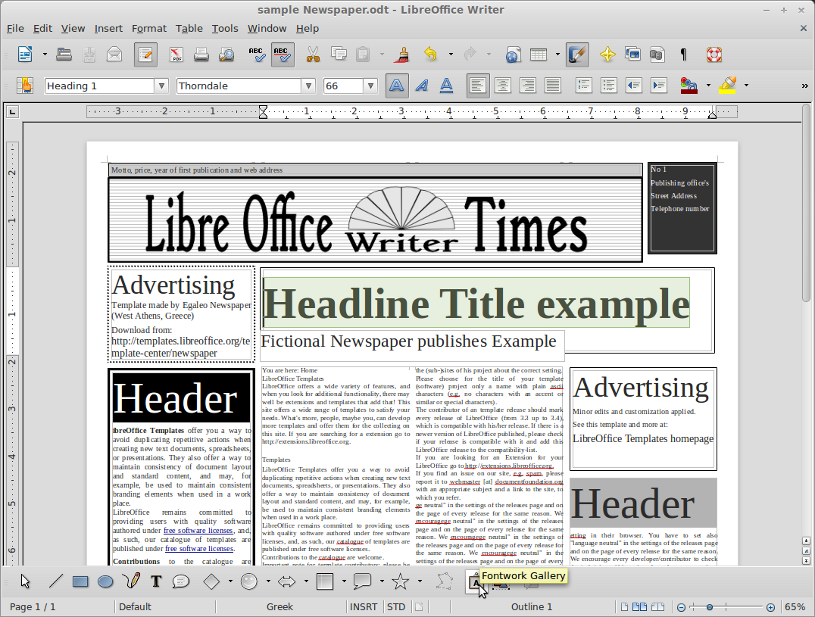 sample Newspaper.odt - LibreOffice Writer
File Edit View Insert Format Table Tools Window Help
ABC ABC
Heading 1 Thorndale 66
3 2 1 1 2 3 4 5 6 7 8 9
Motto, price, year of first publication and web address
Libre Office Writer Times
No 1
Publishing office's
Street Address
Telephone number
Advertising
Template made by Egaleo Newspaper
(West Athens, Greece)
Download from:
http://templates.libreoffice.org/te
mplate-center/newspaper
Headline Title example
Fictional Newspaper publishes Example
Header
ibreOffice Templates offer you a way to
avoid duplicating repetitive actions when
creating new text documents, spreadsheets,
or presentations. They also offer a way to
maintain consistency of document layout
and standard content, and may, for
example, be used to maintain consistent
branding elements when used in a work
place.
LibreOffice remains committed to
providing users with quality software
authored under free software licenses, and,
as such, our catalogue of templates are
published under free software licenses.
Contributions to the catalogue are
You are here: Home
LibreOffice Templates
LibreOffice offers a wide variety of features, and
when you look for additional functionality, there may
well be extensions and templates that add that! This
site offers a wide range of templates to satisfy your
needs. What's more, people, maybe you, can develop
more templates and offer them for the collecting on
this site. If you are searching for a extension go to
http://extensions.libreoffice.org.
Templates
LibreOffice Templates offer you a way to avoid
duplicating repetitive actions when creating new text
documents, spreadsheets, or presentations. They also
offer a way to maintain consistency of document
layout and standard content, and may, for example,
be used to maintain consistent branding elements
when used in a work place.
LibreOffice remains committed to providing users
with quality software authored under free software
licenses, and, as such, our catalogue of templates are
published under free software licenses.
Contributions to the catalogue are welcome.
Important note for template contributors: please be
the (sub-)sites of his project about the correct setting.
Please choose for the title of your template
(software) project only a name with plain ascii
characters (e.g. no characters with an accent or
similar or special characters).
The contributor of an template release should mark
every release of LibreOffice (from 3.2 up to 3.4),
which is compatible with his/her release. If there is a
newer version of LibreOffice published, please check
if your release is compatible with it and add this
LibreOffice release to the compatibility-list.
If you are looking for an Extension for your
LibreOffice go to http://extensions.libreoffice.org.
If you find an issue on our site, e.g. spam, please
report it to webmaster [at] documentfoundation.org
with an appropriate subject and a link to the site, to
which you refer.
ge neutral" in the settings of the releases page and on
the page of every release for the same reason. We
encouragege neutral" in the settings of the releases
page and on the page of every release for the same
reason. We encouragege neutral" in the settings of
the releases page and on the page of every release for
the same reason. We encouragege neutral" in the
settings of the releases page and on the page of every
Advertising
Minor edits and customization applied.
See this template and more at:
LibreOffice Templates homepage
Header
etting in their browser. You have to set also
"language neutral" in the settings of the releases page
and on the page of every release for the same reason.
We encourage every developer/contributor to check
T A
Fontwork Gallery
Page 1 / 1 Default Greek INSRT STD Outline 1 65%